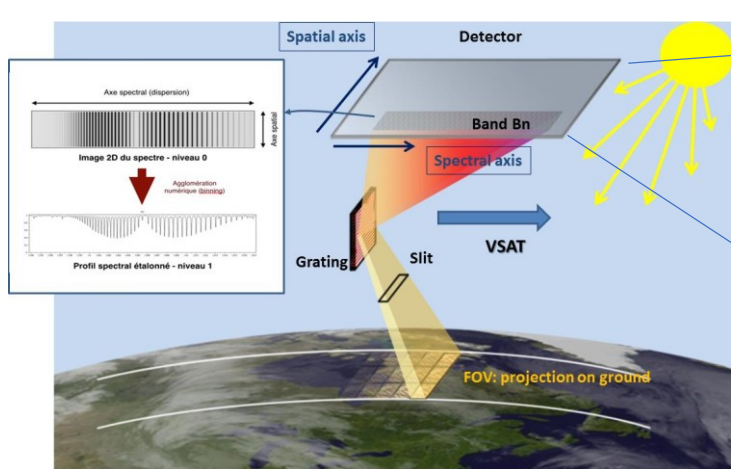 Spatial axis
Detector
Axe spectral (dispersion)
Axe spatial
Image 2D du spectre - niveau 0
Agglomération
numérique (binning)
Profil spectral étalonné - niveau 1
Band Bn
Spectral axis
VSAT
Grating
Slit
FOV: projection on ground